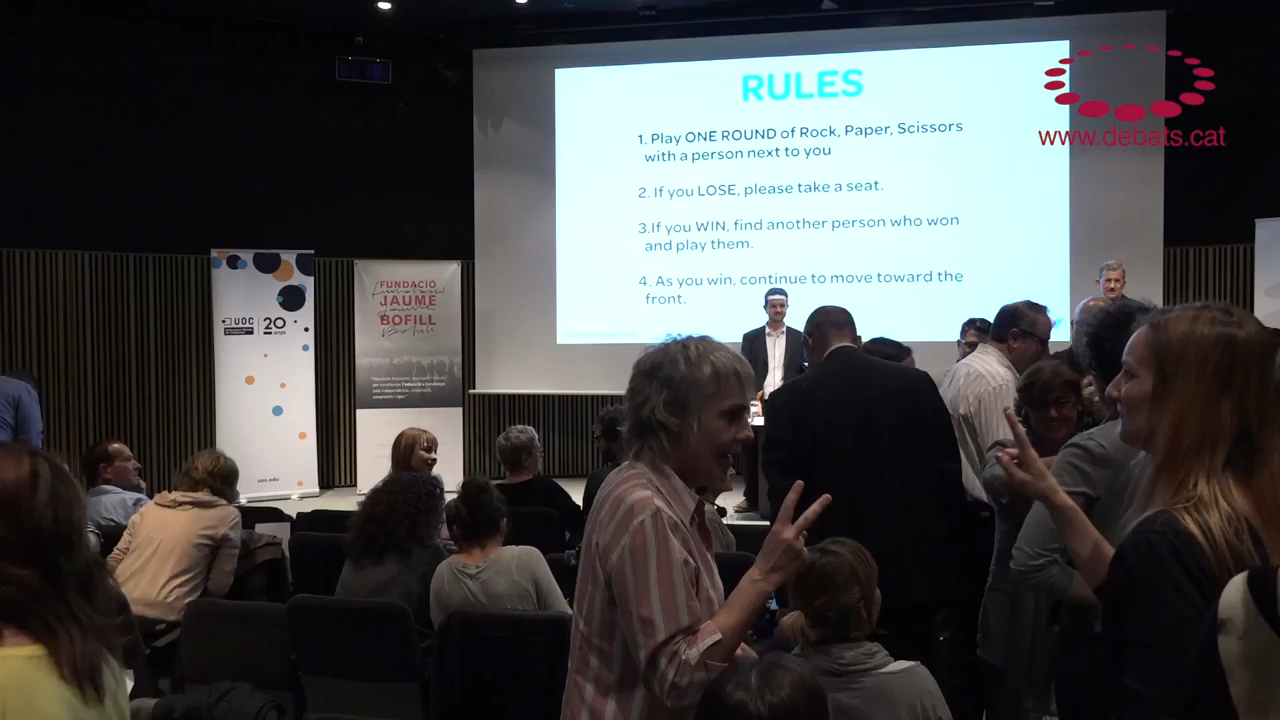 RULES
1. Play ONE ROUND of Rock, Paper, Scissors
with a person next to you
2. If you LOSE, please take a seat.
3.If you WIN, find another person who won
and play them.
4. As you win, continue to move toward the
front.
www.debats.cat
UOC
20
anys
uoc.edu
FUNDACIÓ
JAUME
BOFILL
Bofill